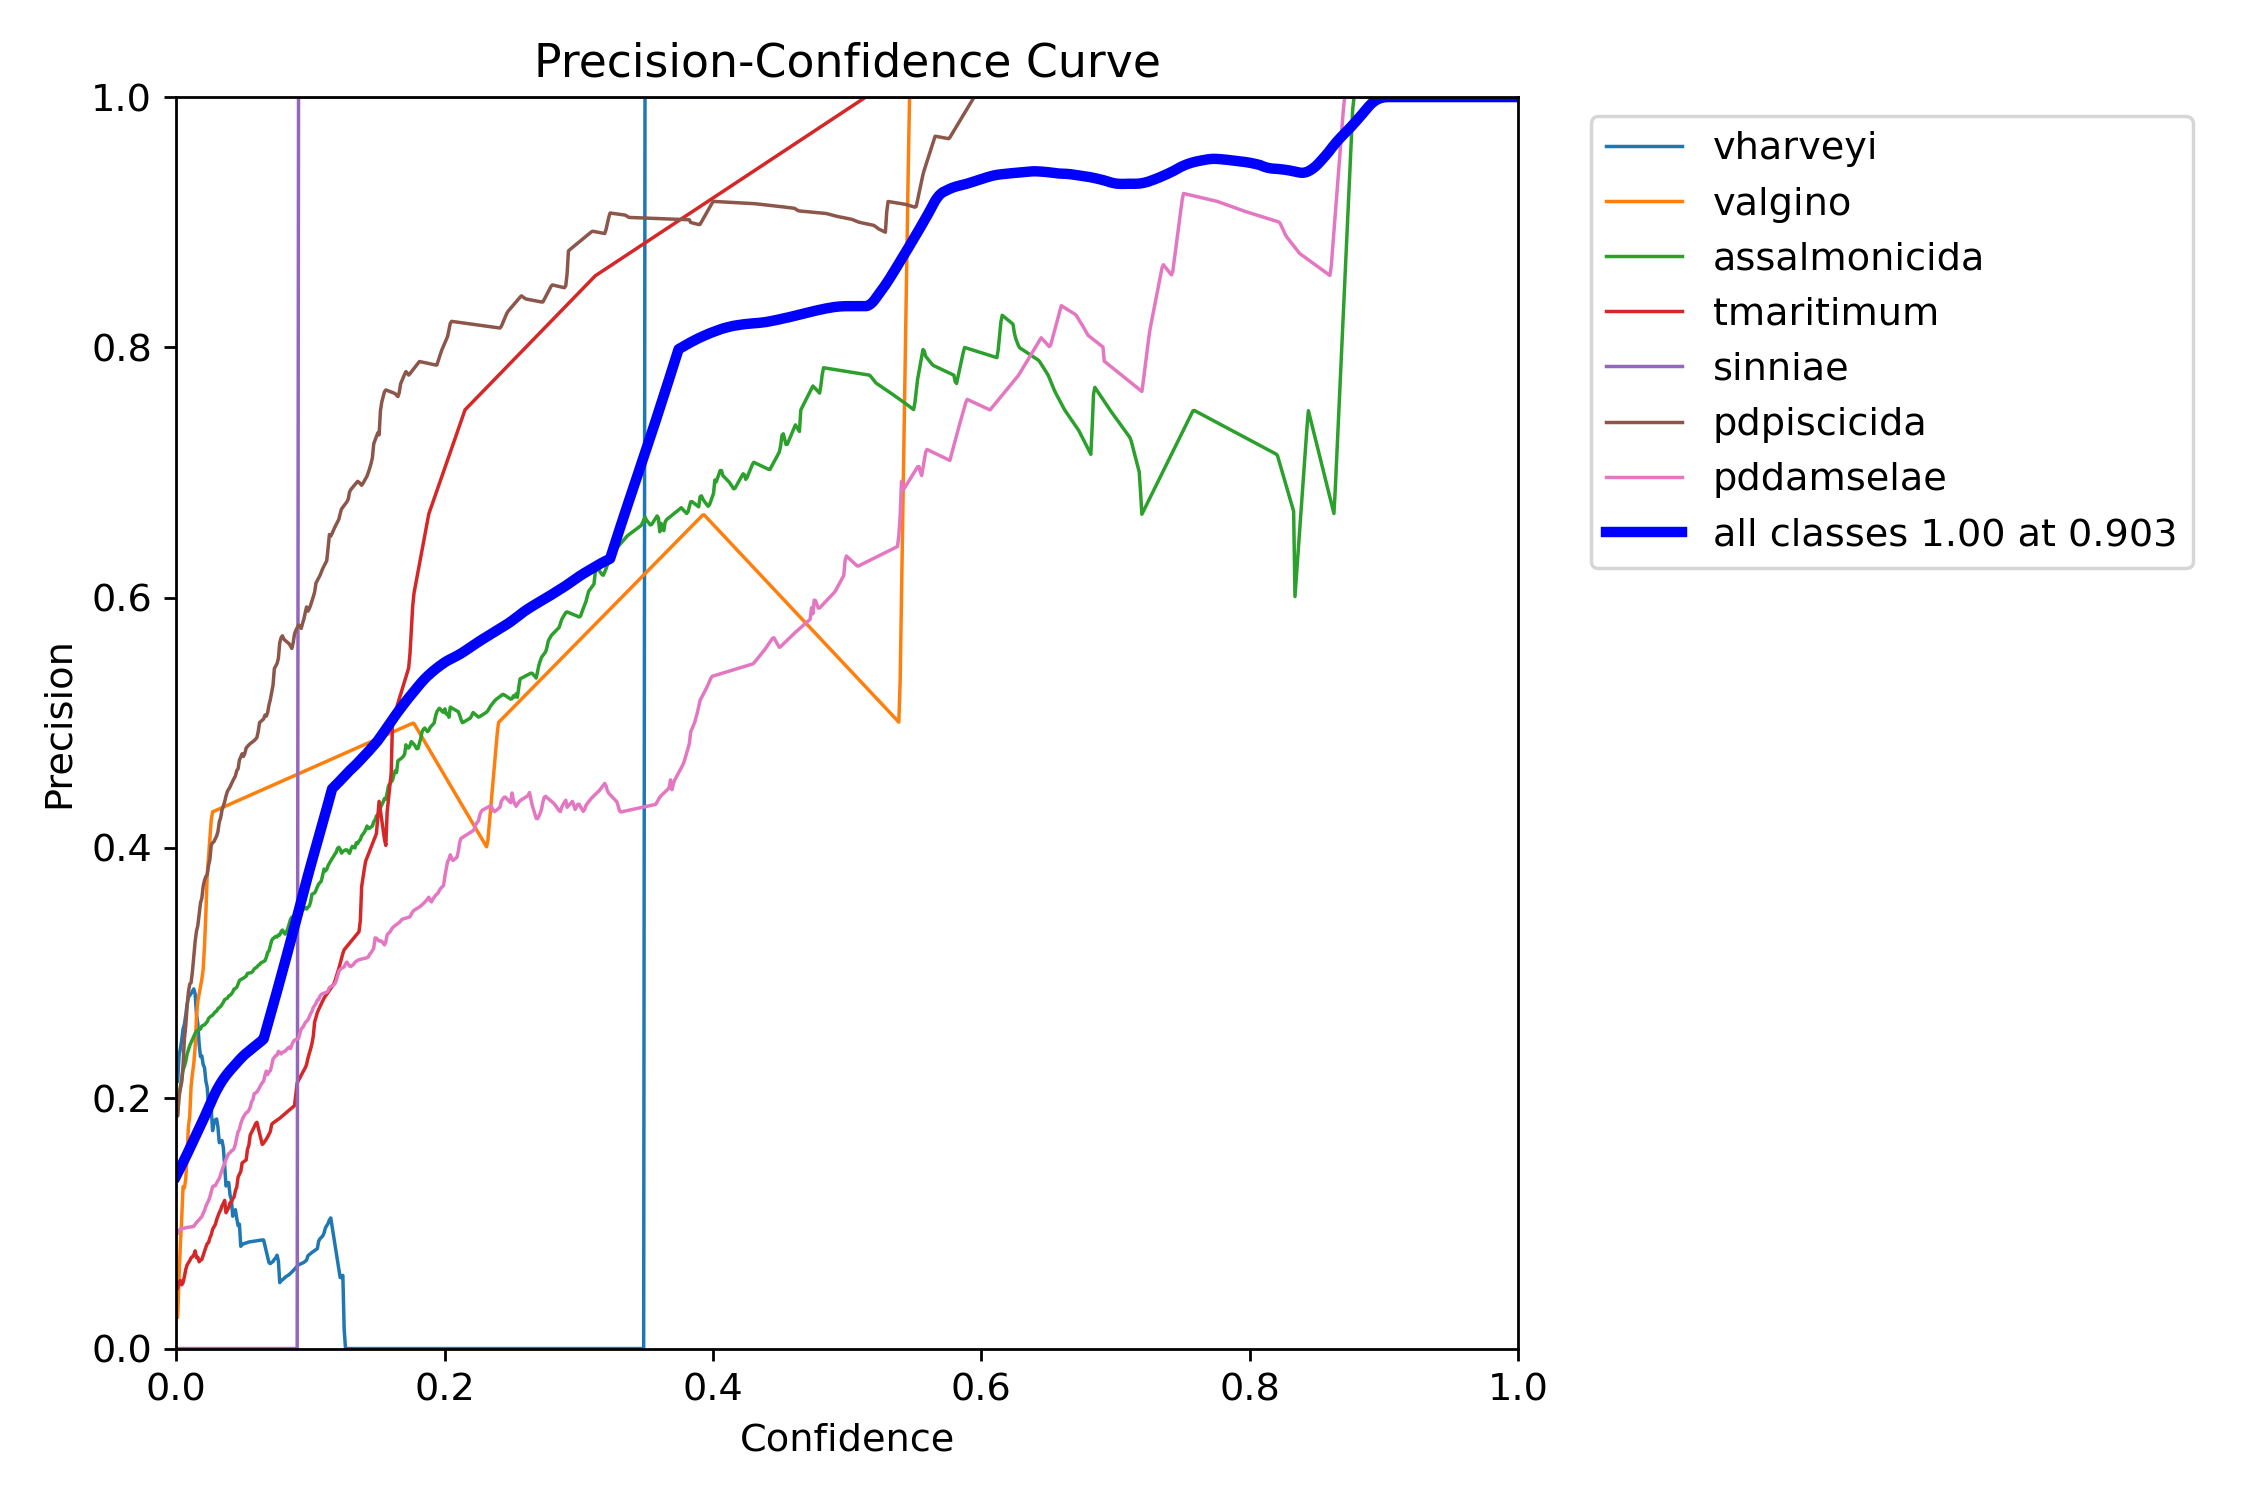 Precision-Confidence Curve
1.0
0.8
0.6
0.4
0.2
0.0
Precision
0.0 0.2 0.4 0.6 0.8 1.0
Confidence
vharveyi
valgino
assalmonicida
tmaritimum
sinniae
pdpiscicida
pddamselae
all classes 1.00 at 0.903